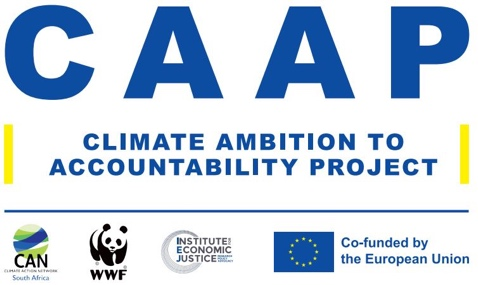 CAAP
CLIMATE AMBITION TO
ACCOUNTABILITY PROJECT
CAN
CLIMATE ACTION NETWORK
South Africa
WWF
INSTITUTE FOR
ECONOMIC
JUSTICE
Co-funded by
the European Union